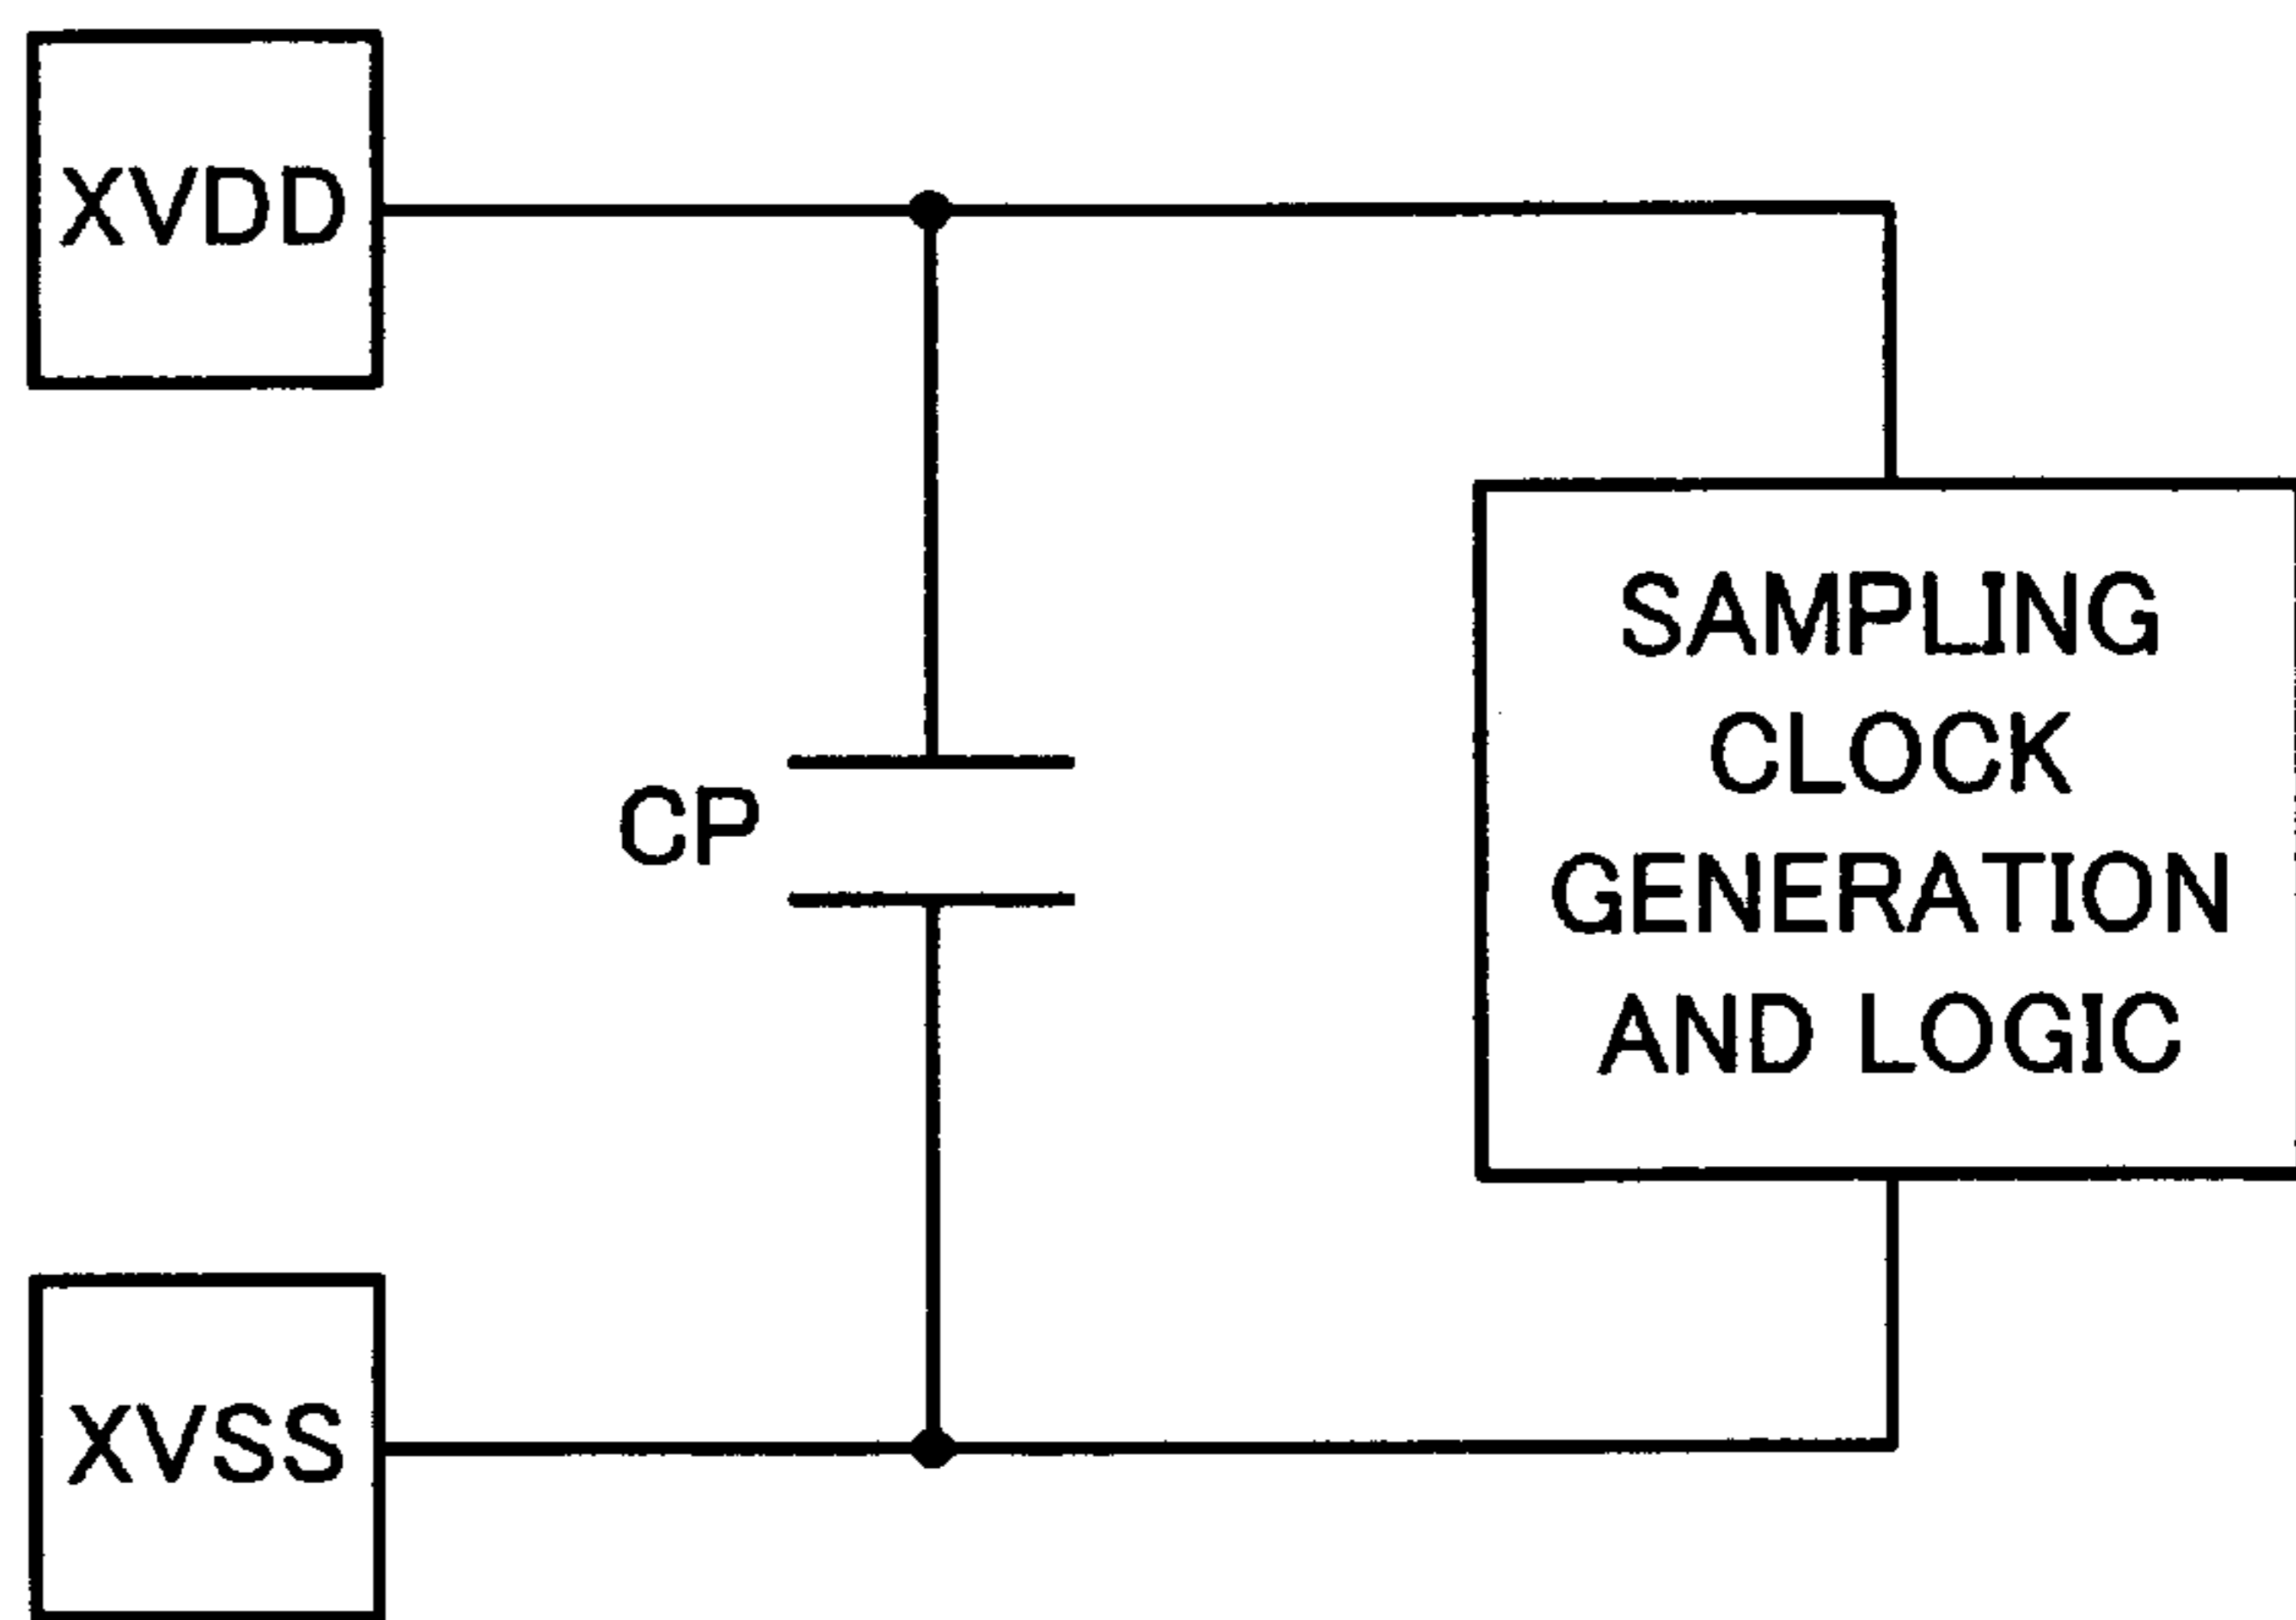 XVDD
CP
SAMPLING
CLOCK
GENERATION
AND LOGIC
XVSS